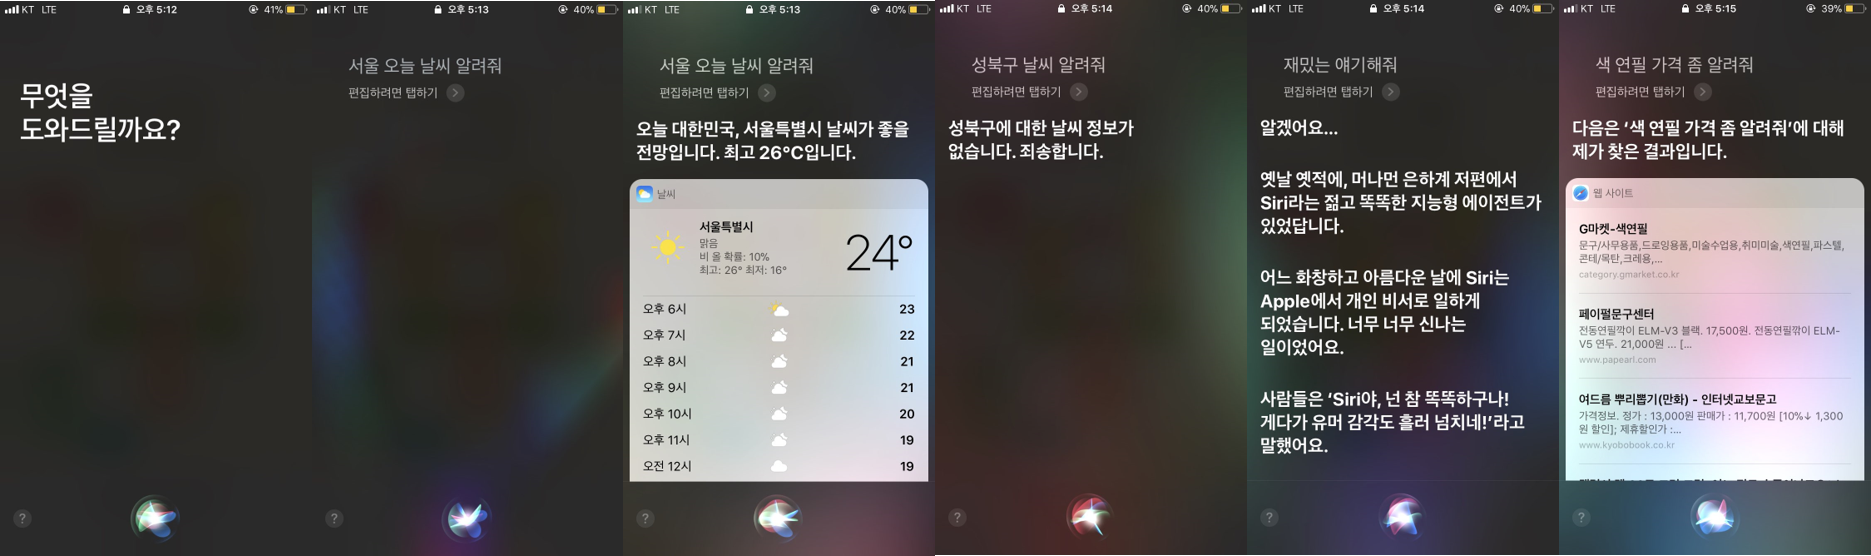 KT LTE 오후 5:12 41%
무엇을
도와드릴까요?
?
KT LTE 오후 5:13 40%
서울 오늘 날씨 알려줘
편집하려면 탭하기
?
KT LTE 오후 5:13 40%
서울 오늘 날씨 알려줘
편집하려면 탭하기
오늘 대한민국, 서울특별시 날씨가 좋을
전망입니다. 최고 26°C입니다.
날씨
서울특별시
맑음
비 올 확률: 10%
최고: 26° 최저: 16°
24°
오후 6시 23
오후 7시 22
오후 8시 21
오후 9시 21
오후 10시 20
오후 11시 19
오전 12시 19
?
KT LTE 오후 5:14 40%
성북구 날씨 알려줘
편집하려면 탭하기
성북구에 대한 날씨 정보가
없습니다. 죄송합니다.
?
KT LTE 오후 5:14 40%
재밌는 얘기해줘
편집하려면 탭하기
알겠어요...
옛날 옛적에, 머나먼 은하계 저편에서
Siri라는 젊고 똑똑한 지능형 에이전트가
있었답니다.
어느 화창하고 아름다운 날에 Siri는
Apple에서 개인 비서로 일하게
되었습니다. 너무 너무 신나는
일이었어요.
사람들은 ‘Siri야, 넌 참 똑똑하구나!
게다가 유머 감각도 흘러 넘치네!’라고
말했어요.
?
KT LTE 오후 5:15 39%
색 연필 가격 좀 알려줘
편집하려면 탭하기
다음은 ‘색 연필 가격 좀 알려줘’에 대해
제가 찾은 결과입니다.
웹 사이트
G마켓-색연필
문구/사무용품,드로잉용품,미술수업용,취미미술,색연필,파스텔,
콘테/목탄,크레용,...
category.gmarket.co.kr
페이펄문구센터
전동연필깍이 ELM-V3 블랙. 17,500원. 전동연필깎이 ELM-
V5 연두. 21,000원 ... [...
www.papearl.com
여드름 뿌리뽑기(만화) - 인터넷교보문고
가격정보. 정가 : 13,000원 판매가 : 11,700원 [10%↓ 1,300
원 할인]; 제휴할인가 :...
www.kyobobook.co.kr
?